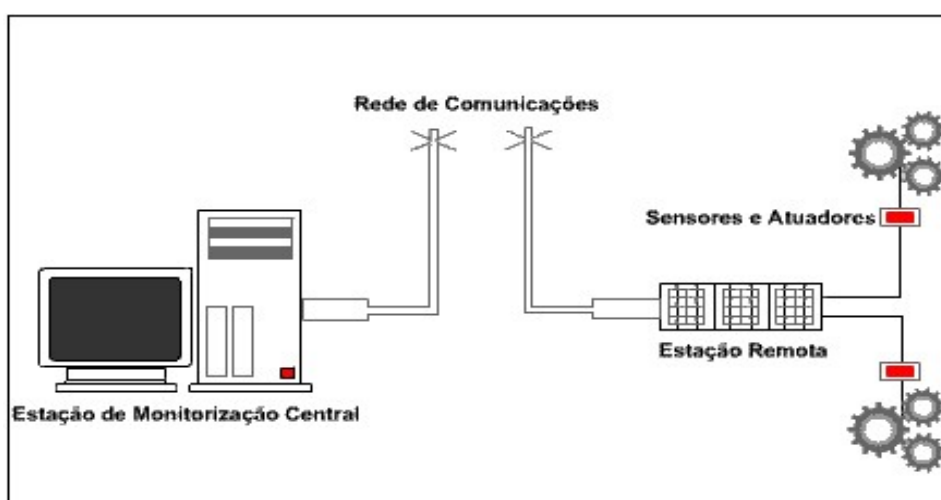 Rede de Comunicações
Sensores e Atuadores
Estação Remota
Estação de Monitorização Central